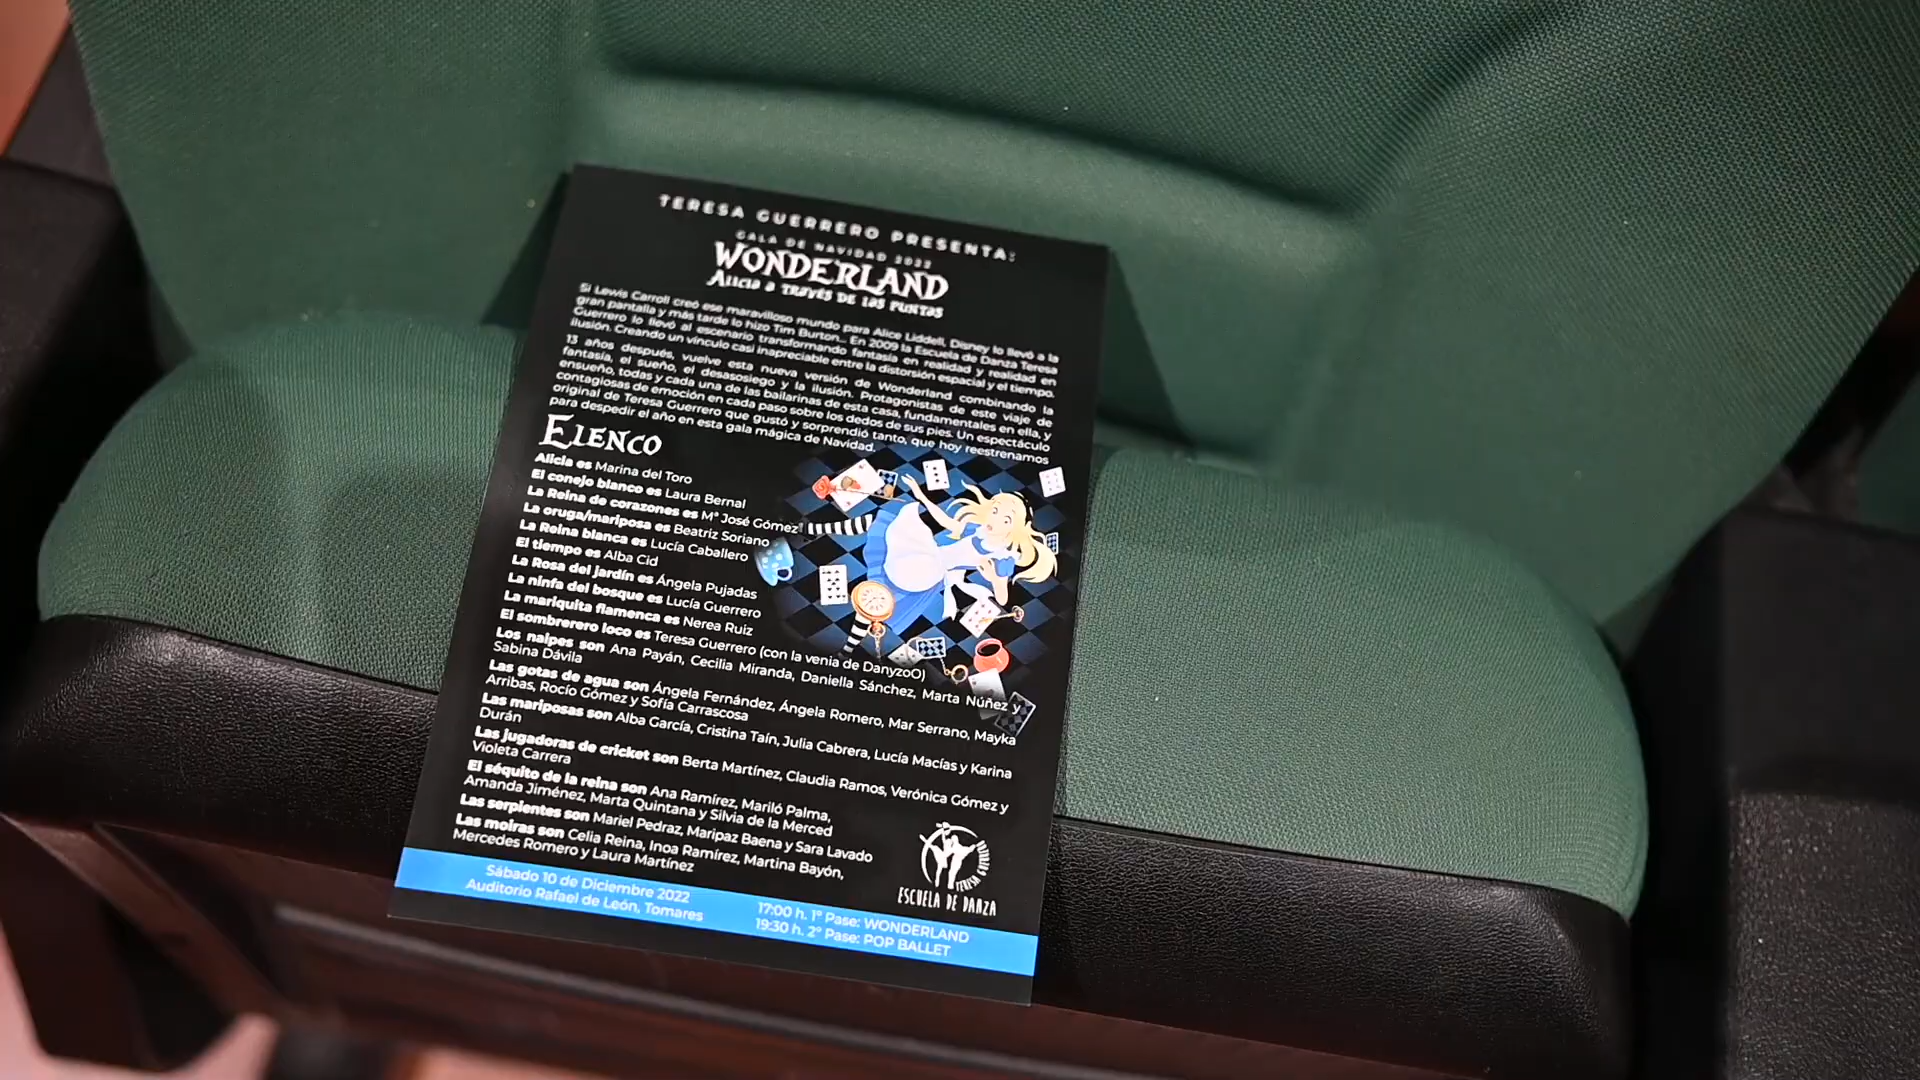 TERESA GUERRERO PRESENTA:
GALA DE NAVIDAD 2022
WONDERLAND
Alicia a través de las puntas
Si Lewis Carroll creó ese maravilloso mundo para Alice Liddell, Disney lo llevó a la
gran pantalla y más tarde lo hizo Tim Burton... En 2009 la Escuela de Danza Teresa
Guerrero lo llevó al escenario transformando fantasía en realidad y realidad en
ilusión. Creando un vínculo casi inapreciable entre la distorsión espacial y el tiempo.
13 años después, vuelve esta nueva versión de Wonderland combinando la
fantasía, el sueño, el desasosiego y la ilusión. Protagonistas de este viaje de
ensueño, todas y cada una de las bailarinas de esta casa, fundamentales en ella, y
contagiosas de emoción en cada paso sobre los dedos de sus pies. Un espectáculo
original de Teresa Guerrero que gustó y sorprendió tanto, que hoy reestrenamos
para despedir el año en esta gala mágica de Navidad.
Elenco
Alicia es Marina del Toro
El conejo blanco es Laura Bernal
La Reina de corazones es Mª José Gómez
La oruga/mariposa es Beatriz Soriano
La Reina blanca es Lucía Caballero
El tiempo es Alba Cid
La Rosa del jardín es Ángela Pujadas
La ninfa del bosque es Lucía Guerrero
La mariquita flamenca es Nerea Ruiz
El sombrerero loco es Teresa Guerrero (con la venia de DanyzoO)
Los naipes son Ana Payán, Cecilia Miranda, Daniella Sánchez, Marta Núñez y
Sabina Dávila
Las gotas de agua son Ángela Fernández, Ángela Romero, Mar Serrano, Mayka
Arribas, Rocío Gómez y Sofía Carrascosa
Las mariposas son Alba García, Cristina Taín, Julia Cabrera, Lucía Macías y Karina
Durán
Las jugadoras de cricket son Berta Martínez, Claudia Ramos, Verónica Gómez y
Violeta Carrera
El séquito de la reina son Ana Ramírez, Mariló Palma,
Amanda Jiménez, Marta Quintana y Silvia de la Merced
Las serpientes son Mariel Pedraz, Maripaz Baena y Sara Lavado
Las moiras son Celia Reina, Inoa Ramírez, Martina Bayón,
Mercedes Romero y Laura Martínez
TERESA GUERRERO
ESCUELA DE DANZA
Sábado 10 de Diciembre 2022
Auditorio Rafael de León, Tomares
17:00 h. 1º Pase: WONDERLAND
19:30 h. 2º Pase: POP BALLET